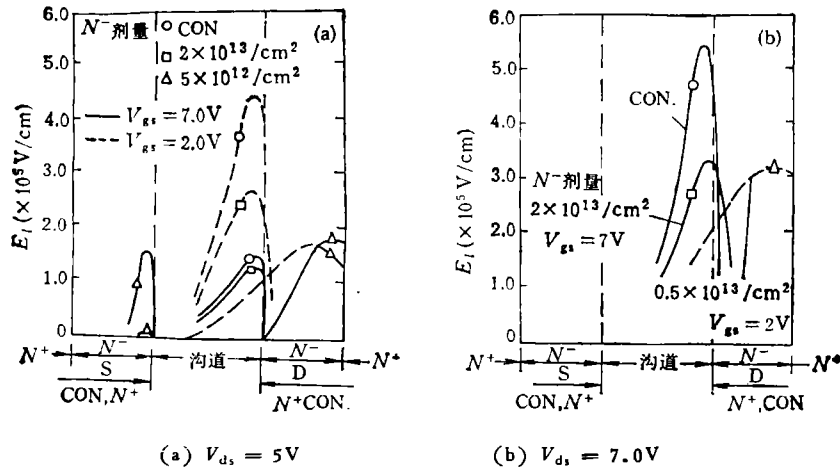 6.0
5.0
4.0
3.0
2.0
1.0
0
E_l (×10⁵V/cm)
N⁻剂量 ○ CON
□ 2×10¹³/cm²
△ 5×10¹²/cm²
V_gs = 7.0V
V_gs = 2.0V
(a)
N⁺ N⁻ 沟道 N⁻ N⁺
S D
CON, N⁺ N⁺CON.
(a) V_ds = 5V
6.0
5.0
4.0
3.0
2.0
1.0
0
E_l (×10⁵V/cm)
(b)
CON.
N⁻剂量
2×10¹³/cm²
V_gs = 7V
0.5×10¹³/cm²
V_gs = 2V
N⁺ N⁻ 沟道 N⁻ N⁺
S D
CON, N⁺ N⁺, CON
(b) V_ds = 7.0V